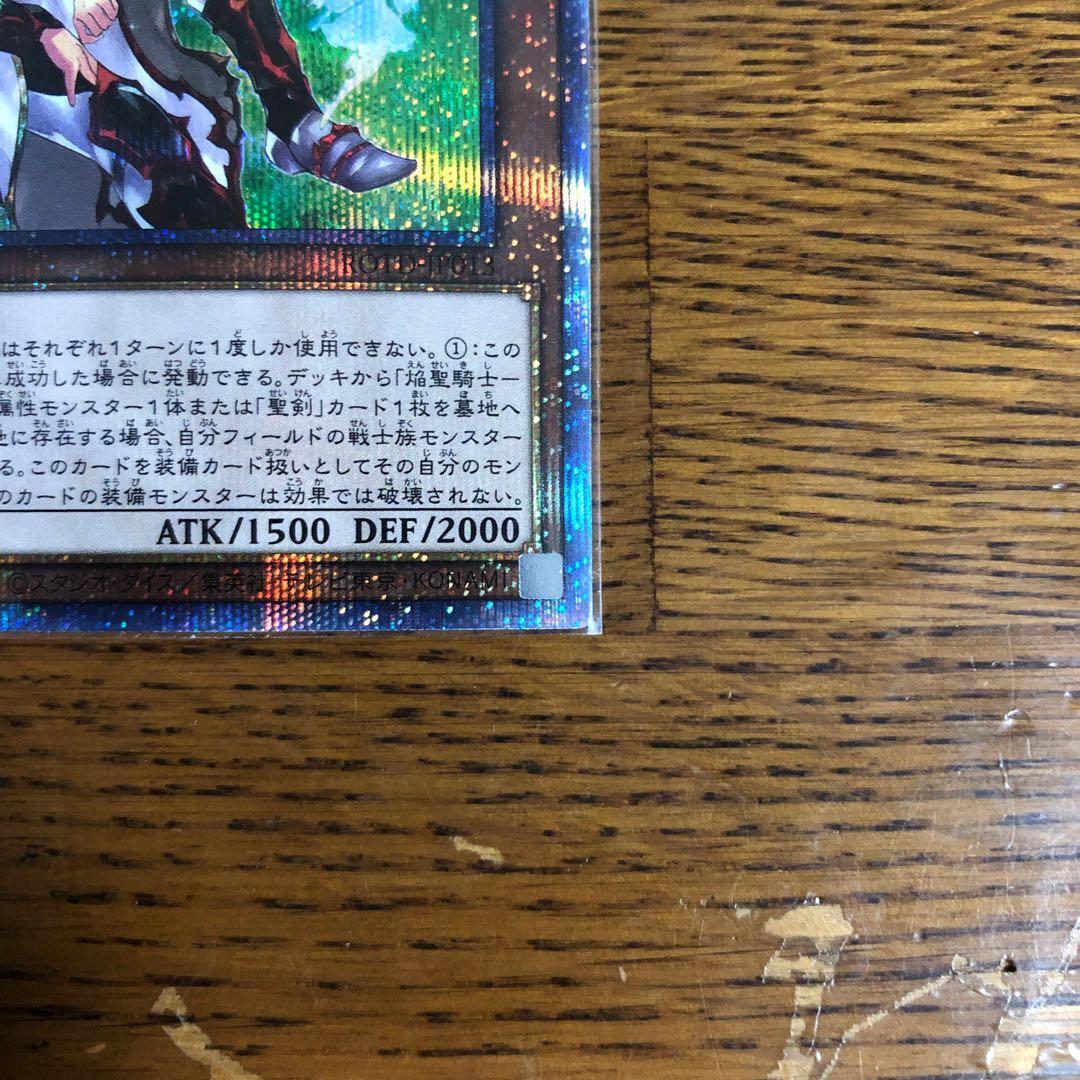 ROTD-JP013
はそれぞれ1ターンに1度しか使用できない。①:この
成功した場合に発動できる。デッキから「焔聖騎士ー
属性モンスター1体または「聖剣」カード1枚を墓地へ
に存在する場合、自分フィールドの戦士族モンスター
る。このカードを装備カード扱いとしてその自分のモン
のカードの装備モンスターは効果では破壊されない。
ATK/1500 DEF/2000
©スタジオ・ダイス/集英社・テレビ東京・KONAMI